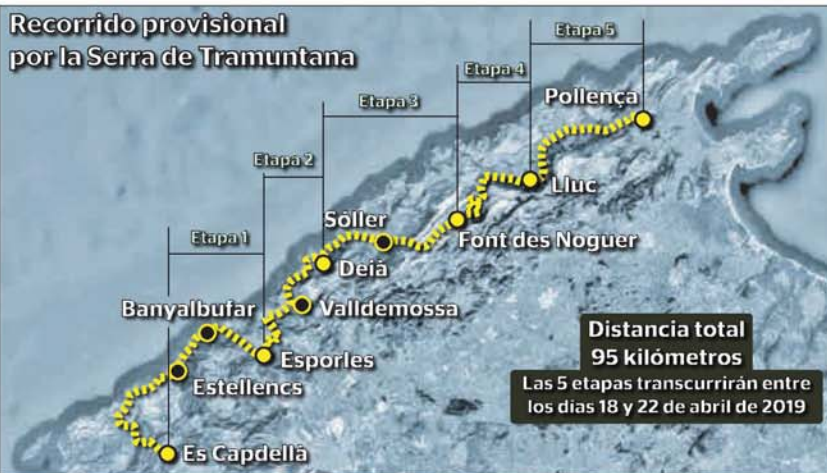 Recorrido provisional
por la Serra de Tramuntana
Etapa 5
Etapa 4
Pollença
Etapa 3
Etapa 2
Lluc
Sóller
Font des Noguer
Etapa 1
Deiá
Banyalbufar
Valldemossa
Distancia total
95 kilómetros
Esporles
Estellencs
Las 5 etapas transcurrirán entre
los días 18 y 22 de abril de 2019
Es Capdellá